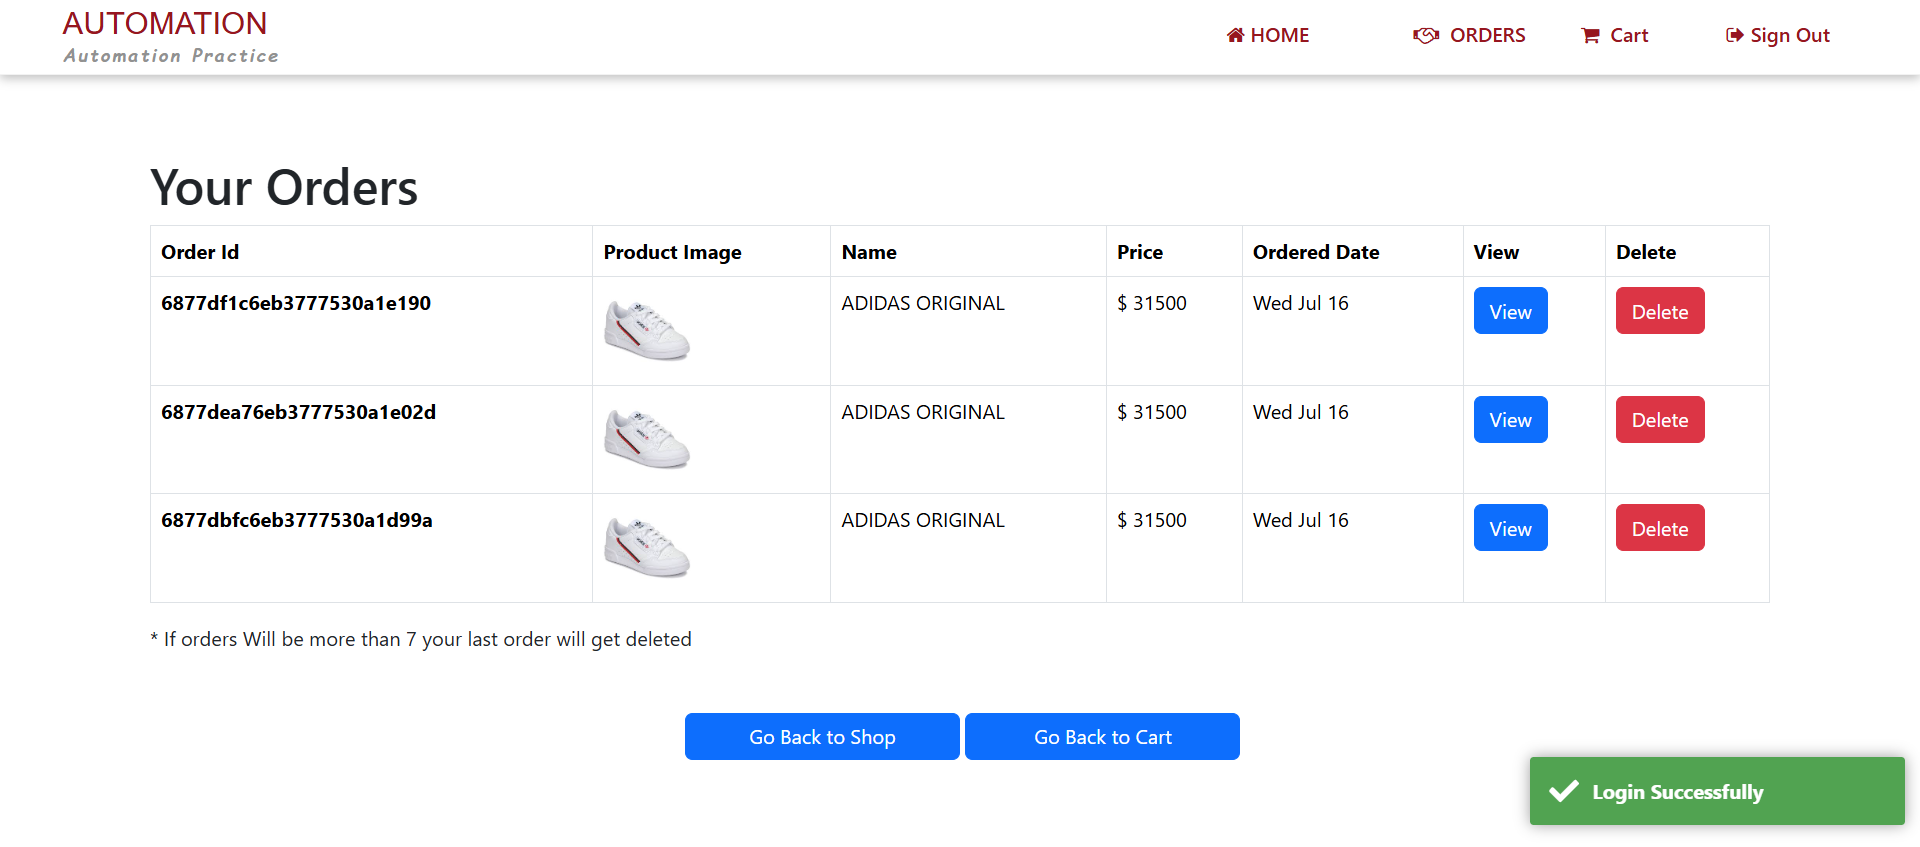 AUTOMATION
Automation Practice
HOME ORDERS Cart Sign Out
Your Orders
Order Id Product Image Name Price Ordered Date View Delete
6877df1c6eb3777530a1e190 ADIDAS ORIGINAL $ 31500 Wed Jul 16 View Delete
6877dea76eb3777530a1e02d ADIDAS ORIGINAL $ 31500 Wed Jul 16 View Delete
6877dbfc6eb3777530a1d99a ADIDAS ORIGINAL $ 31500 Wed Jul 16 View Delete
* If orders Will be more than 7 your last order will get deleted
Go Back to Shop Go Back to Cart
Login Successfully